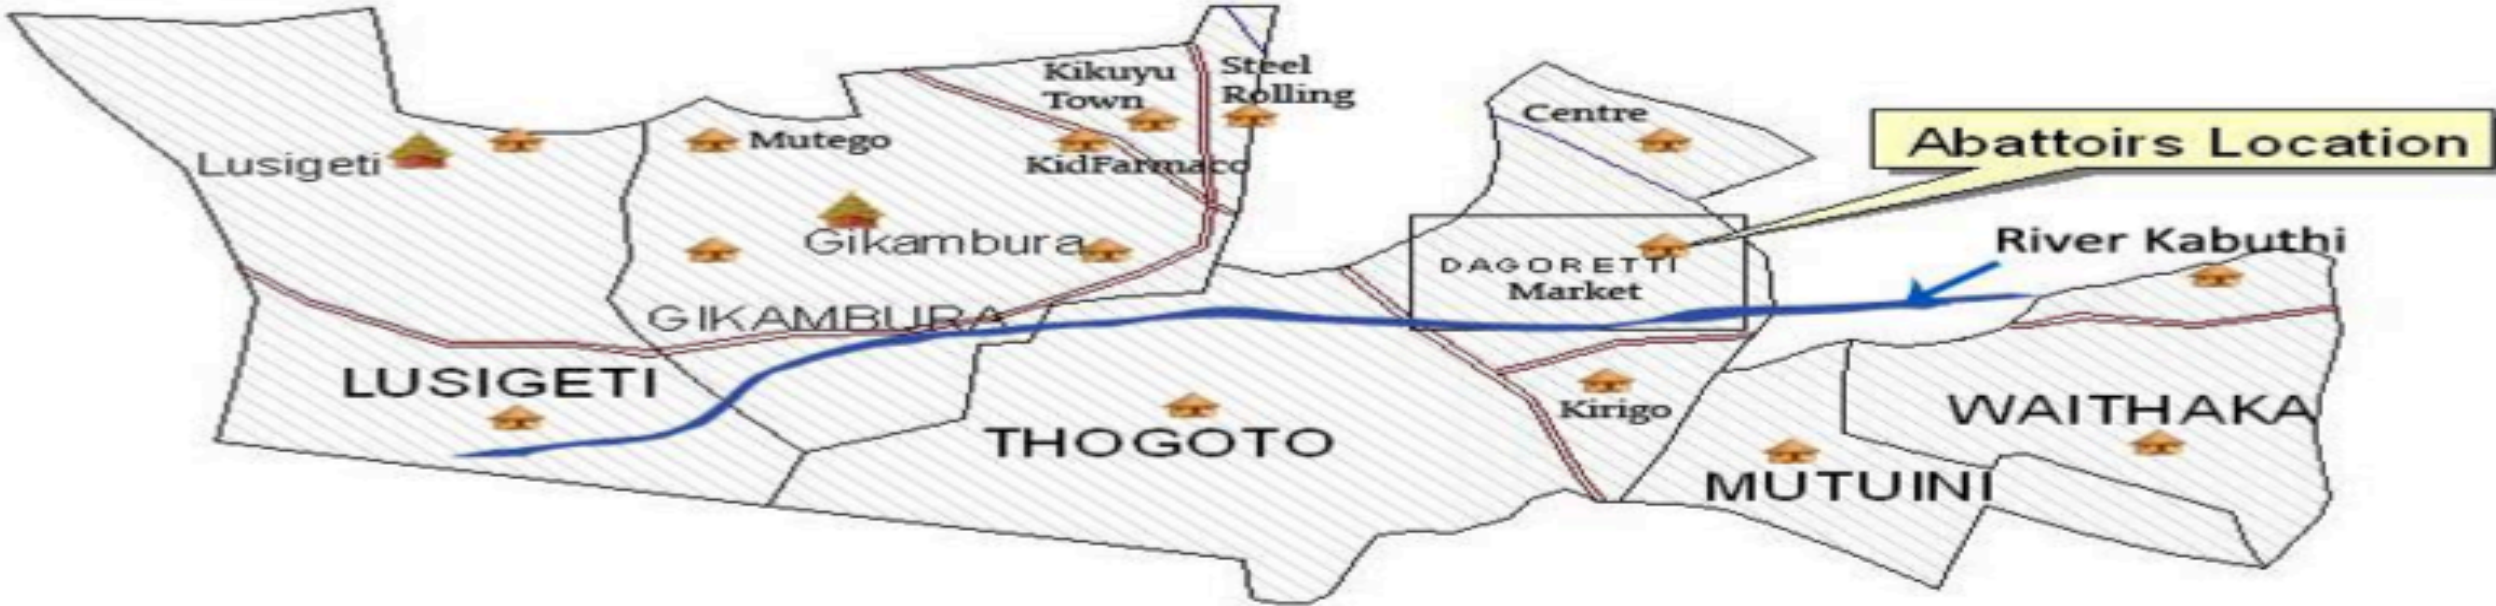 Kikuyu
Town
Steel
Rolling
Centre
Abattoirs Location
Mutego
Lusigeti
KidFarmaco
Gikambura
DAGORETTI
Market
River Kabuthi
GIKAMBURA
LUSIGETI
Kirigo
THOGOTO
WAITHAKA
MUTUINI